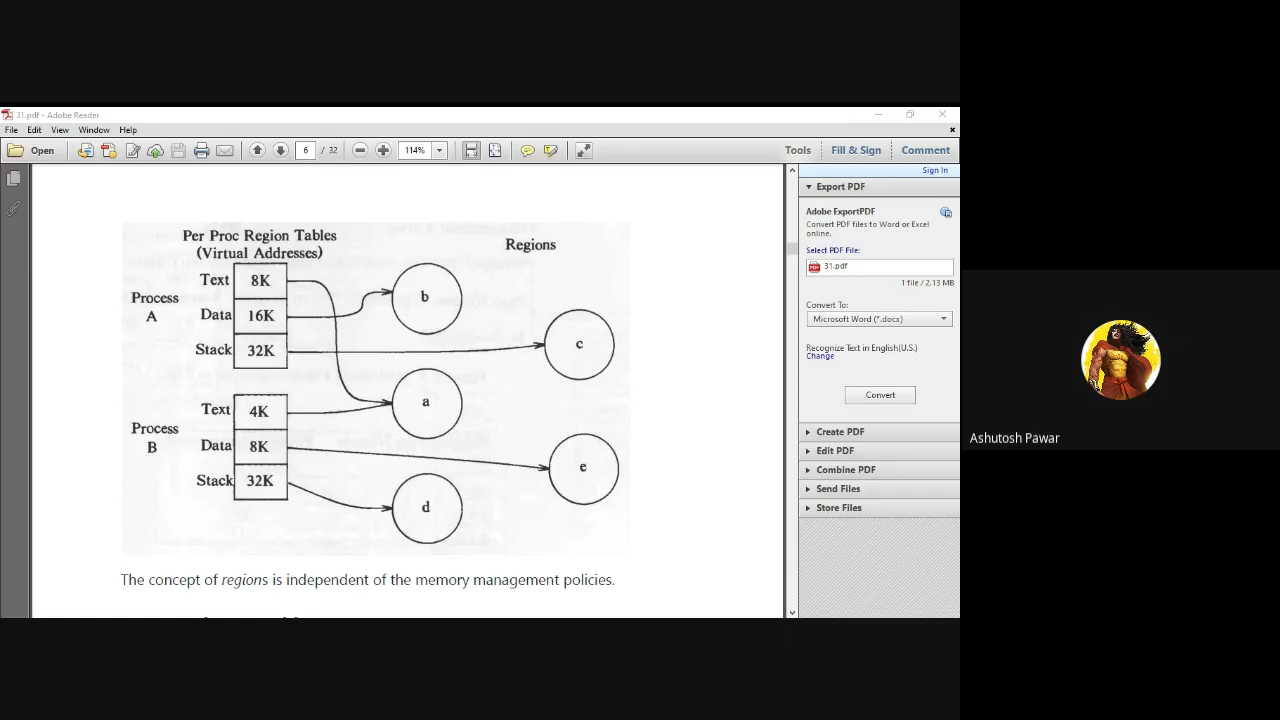 31.pdf - Adobe Reader
File Edit View Window Help
Open 6 / 32 114% Tools Fill & Sign Comment
Sign In
Export PDF
Adobe ExportPDF
Convert PDF files to Word or Excel
online.
Select PDF File:
31.pdf
1 file / 2.13 MB
Convert To:
Microsoft Word (*.docx)
Recognize Text in English(U.S.)
Change
Convert
Create PDF
Edit PDF
Combine PDF
Send Files
Store Files
Per Proc Region Tables
(Virtual Addresses)
Regions
Process
A
Text 8K
Data 16K
Stack 32K
Process
B
Text 4K
Data 8K
Stack 32K
b
c
a
e
d
The concept of regions is independent of the memory management policies.
Ashutosh Pawar